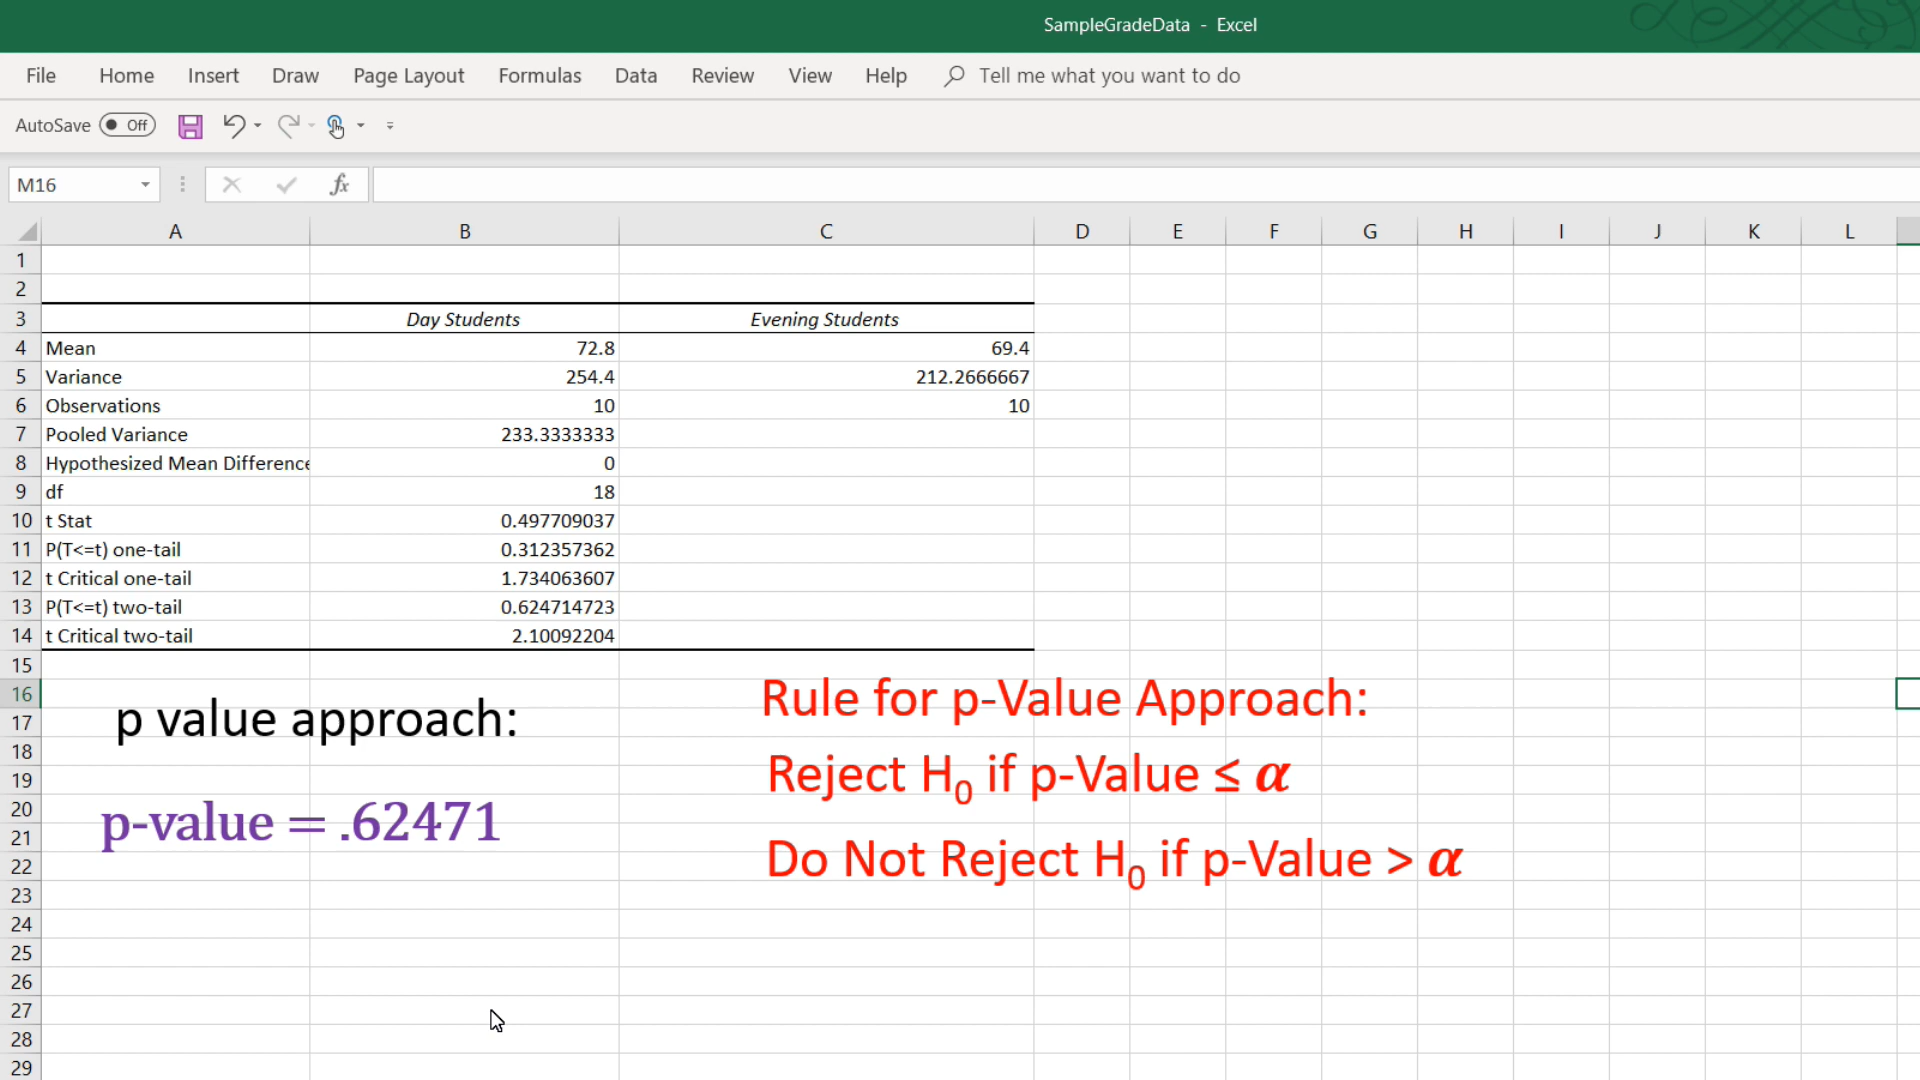 SampleGradeData - Excel
File Home Insert Draw Page Layout Formulas Data Review View Help Tell me what you want to do
AutoSave Off
M16 fx
A B C D E F G H I J K L
1
2
3 Day Students Evening Students
4 Mean 72.8 69.4
5 Variance 254.4 212.2666667
6 Observations 10 10
7 Pooled Variance 233.3333333
8 Hypothesized Mean Difference 0
9 df 18
10 t Stat 0.497709037
11 P(T<=t) one-tail 0.312357362
12 t Critical one-tail 1.734063607
13 P(T<=t) two-tail 0.624714723
14 t Critical two-tail 2.10092204
15
16
17
18
19
20
21
22
23
24
25
26
27
28
29
p value approach:
p-value = .62471
Rule for p-Value Approach:
Reject H₀ if p-Value ≤ α
Do Not Reject H₀ if p-Value > α